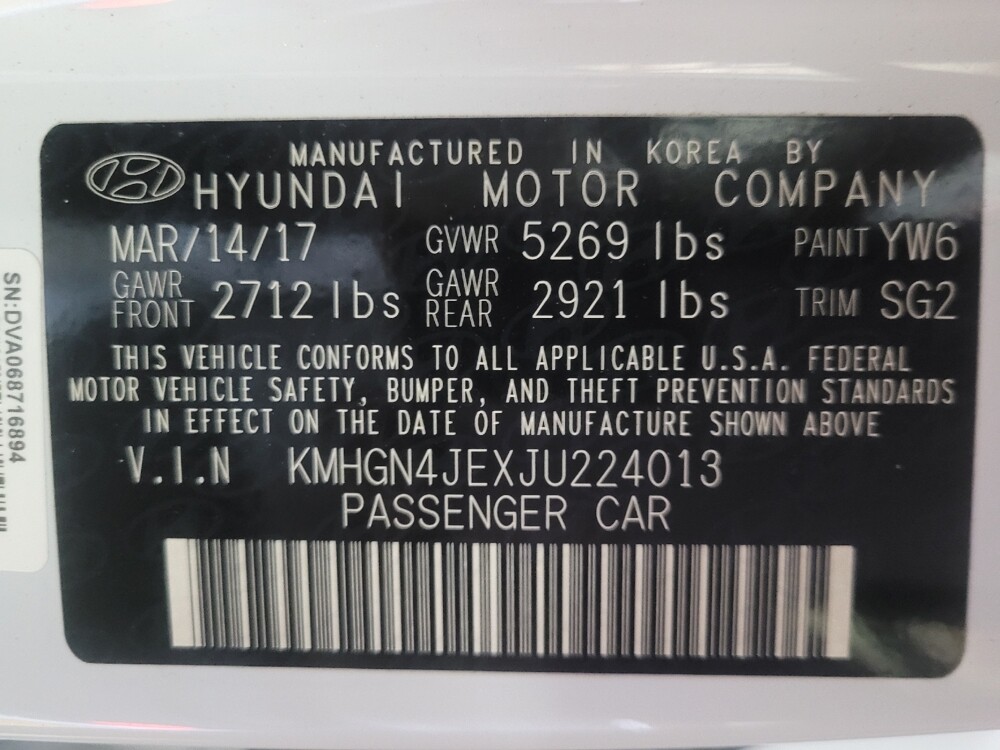 MANUFACTURED IN KOREA BY
HYUNDAI MOTOR COMPANY
MAR/14/17 GVWR 5269 lbs PAINT YW6
GAWR FRONT 2712 lbs GAWR REAR 2921 lbs TRIM SG2
THIS VEHICLE CONFORMS TO ALL APPLICABLE U.S.A. FEDERAL
MOTOR VEHICLE SAFETY, BUMPER, AND THEFT PREVENTION STANDARDS
IN EFFECT ON THE DATE OF MANUFACTURE SHOWN ABOVE
V.I.N KMHGN4JEXJU224013
PASSENGER CAR
SN:DVA068716894